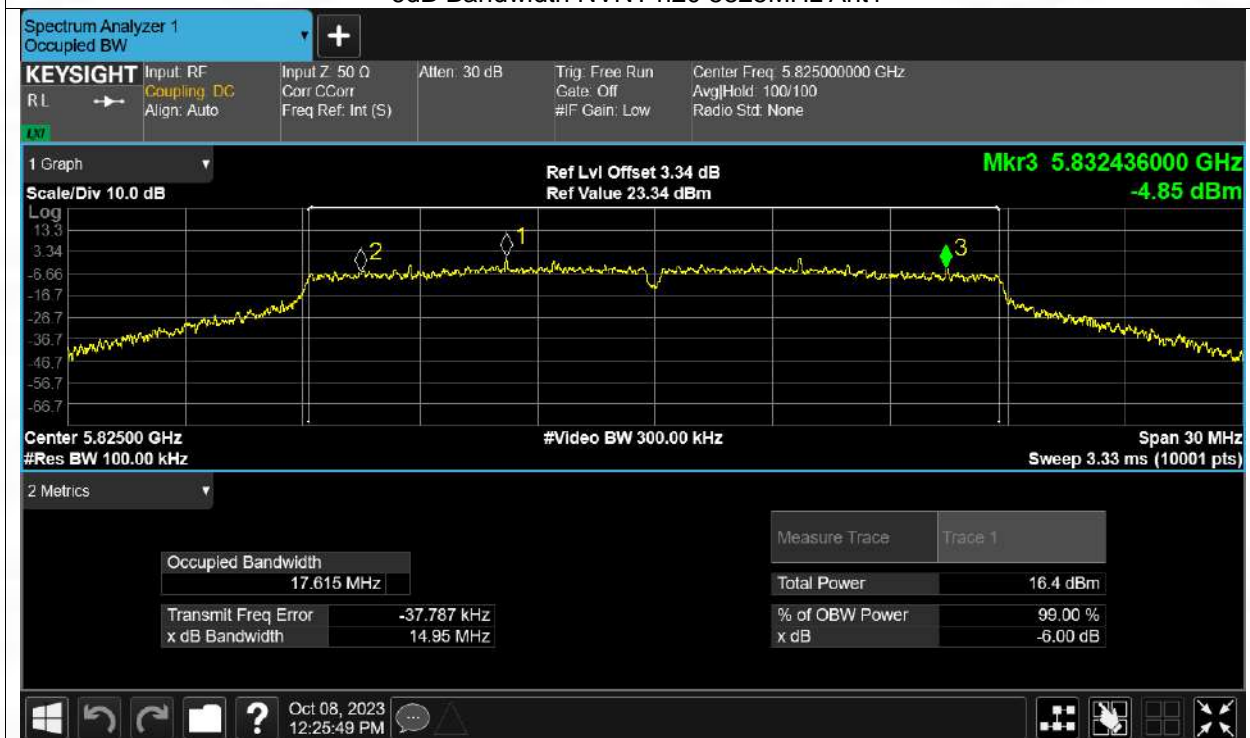 Spectrum Analyzer 1
Occupied BW
KEYSIGHT
RL
LXI
Input: RF
Coupling: DC
Align: Auto
Input Z: 50 Ω
Corr CCorr
Freq Ref: Int (S)
Atten: 30 dB
Trig: Free Run
Gate: Off
#IF Gain: Low
Center Freq: 5.825000000 GHz
Avg|Hold: 100/100
Radio Std: None
1 Graph
Scale/Div 10.0 dB
Ref Lvl Offset 3.34 dB
Ref Value 23.34 dBm
Mkr3 5.832436000 GHz
-4.85 dBm
Log
13.3
3.34
-6.66
-16.7
-26.7
-36.7
-46.7
-56.7
-66.7
2
1
3
Center 5.82500 GHz
#Res BW 100.00 kHz
#Video BW 300.00 kHz
Span 30 MHz
Sweep 3.33 ms (10001 pts)
2 Metrics
Measure Trace Trace 1
Occupied Bandwidth
17.615 MHz
Total Power 16.4 dBm
Transmit Freq Error -37.787 kHz
% of OBW Power 99.00 %
x dB Bandwidth 14.95 MHz
x dB -6.00 dB
?
Oct 08, 2023
12:25:49 PM